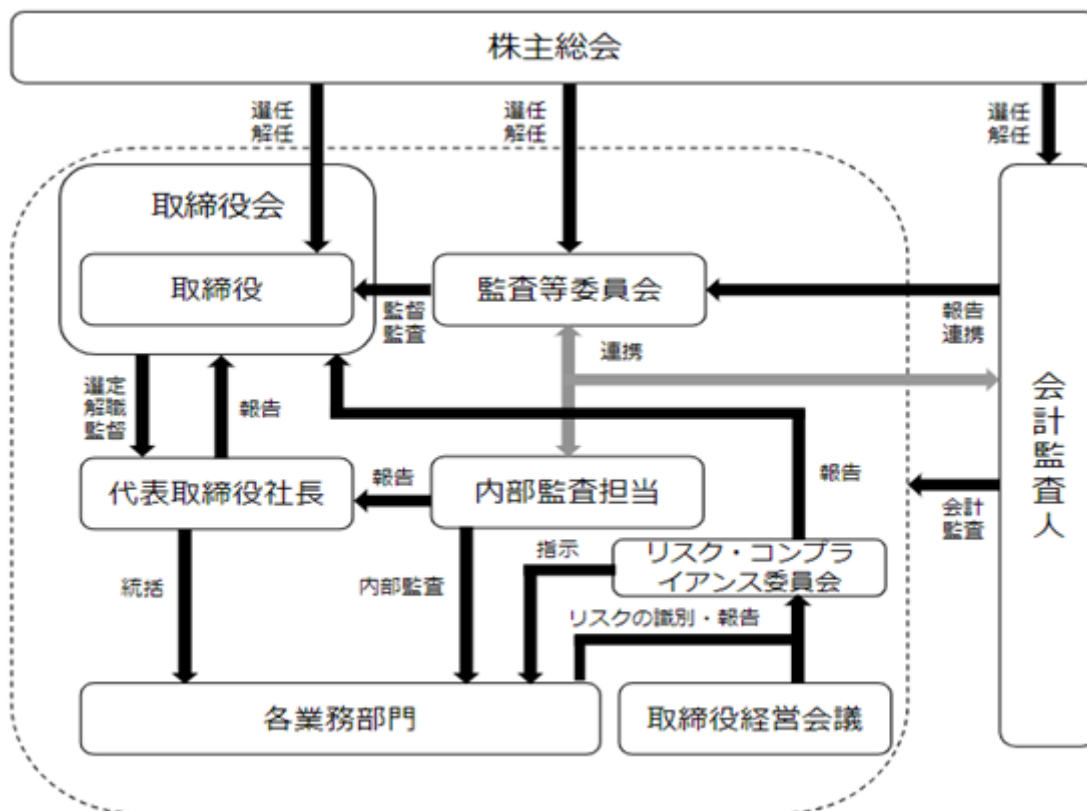 株主総会
選任
解任
選任
解任
選任
解任
取締役会
取締役
監査等委員会
監督
監査
報告
連携
連携
選定
解職
監督
報告
会計監査人
代表取締役社長
報告
内部監査担当
報告
会計
監査
統括
内部監査
指示
リスク・コンプラ
イアンス委員会
リスクの識別・報告
各業務部門
取締役経営会議